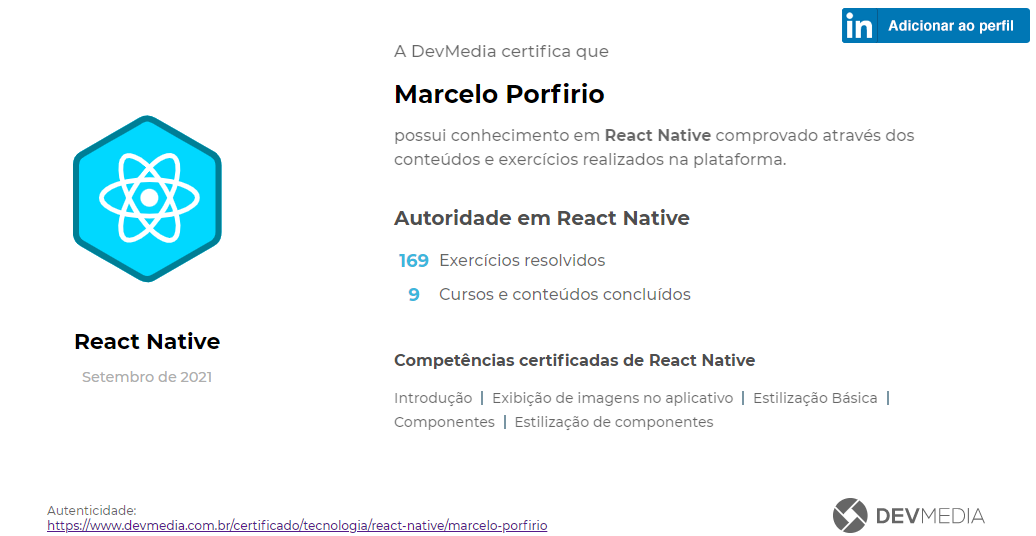 in Adicionar ao perfil
A DevMedia certifica que
Marcelo Porfirio
possui conhecimento em React Native comprovado através dos
conteúdos e exercícios realizados na plataforma.
Autoridade em React Native
169 Exercícios resolvidos
9 Cursos e conteúdos concluídos
React Native
Setembro de 2021
Competências certificadas de React Native
Introdução | Exibição de imagens no aplicativo | Estilização Básica |
Componentes | Estilização de componentes
Autenticidade:
https://www.devmedia.com.br/certificado/tecnologia/react-native/marcelo-porfirio
DEVMEDIA